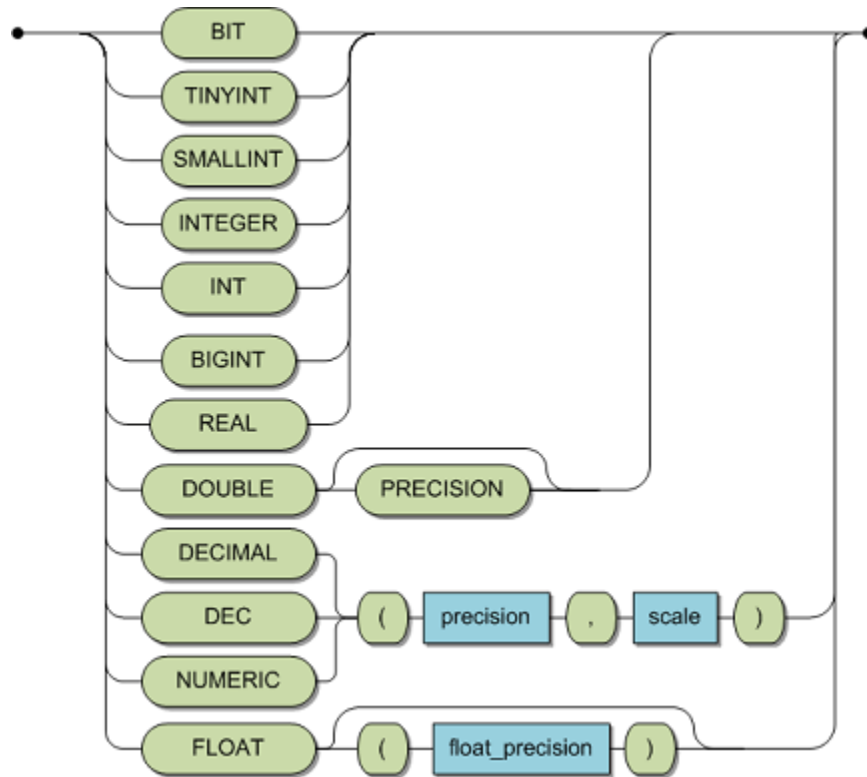 BIT
TINYINT
SMALLINT
INTEGER
INT
BIGINT
REAL
DOUBLE PRECISION
DECIMAL
DEC ( precision , scale )
NUMERIC
FLOAT ( float_precision )